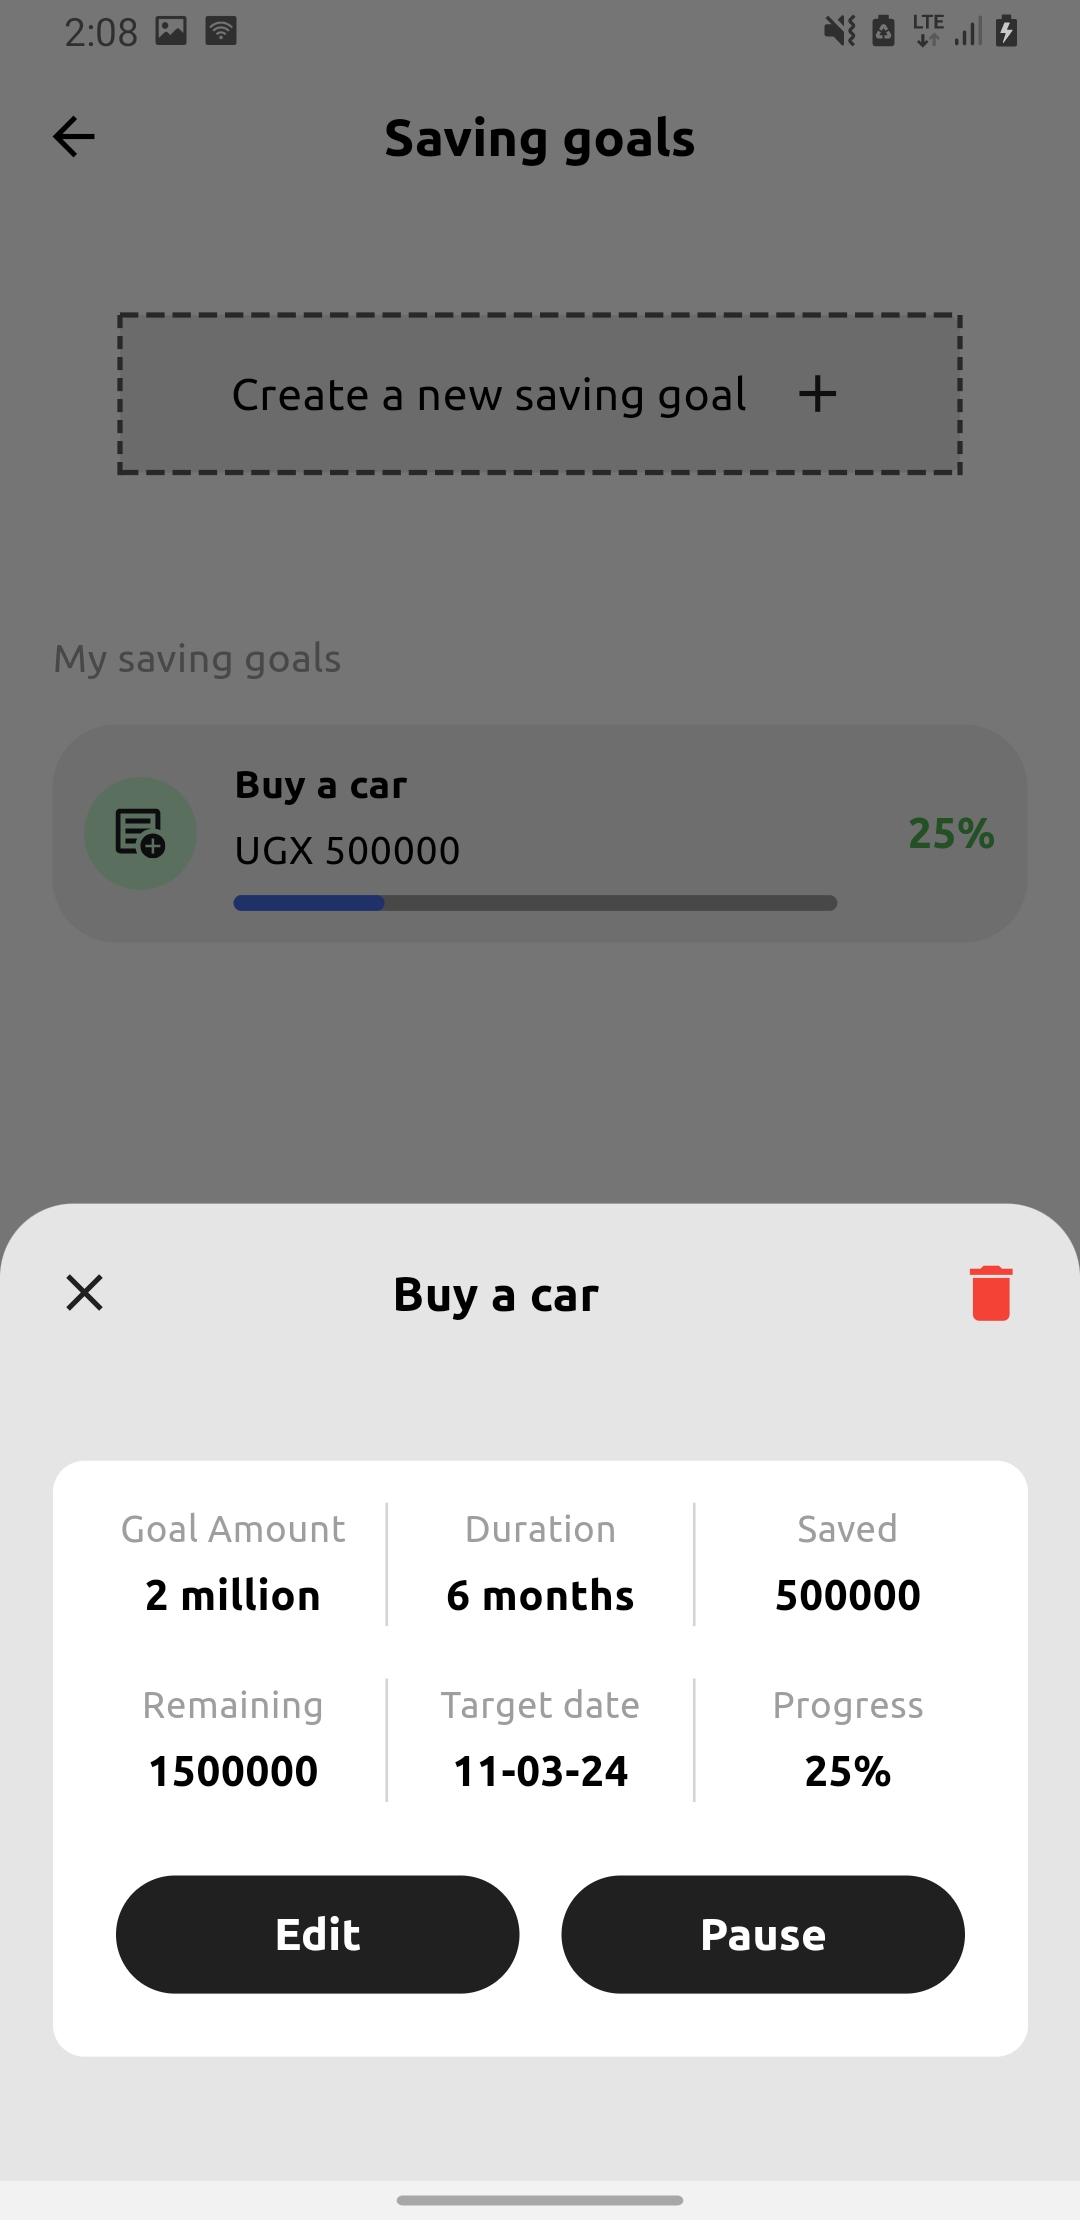 2:08
LTE
Saving goals
Create a new saving goal
My saving goals
Buy a car
UGX 500000
25%
Buy a car
Goal Amount
Duration
Saved
2 million
6 months
500000
Remaining
Target date
Progress
1500000
11-03-24
25%
Edit
Pause